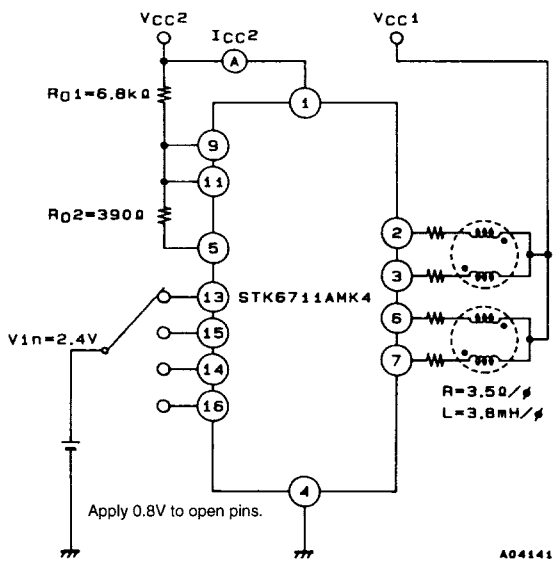 VCC2
VCC1
ICC2
A
RO1=6.8kΩ
1
9
11
RO2=390Ω
2
5
3
13
STK6711AMK4
6
15
Vin=2.4V
14
7
16
R=3.5Ω/ø
L=3.8mH/ø
4
Apply 0.8V to open pins.
A04141